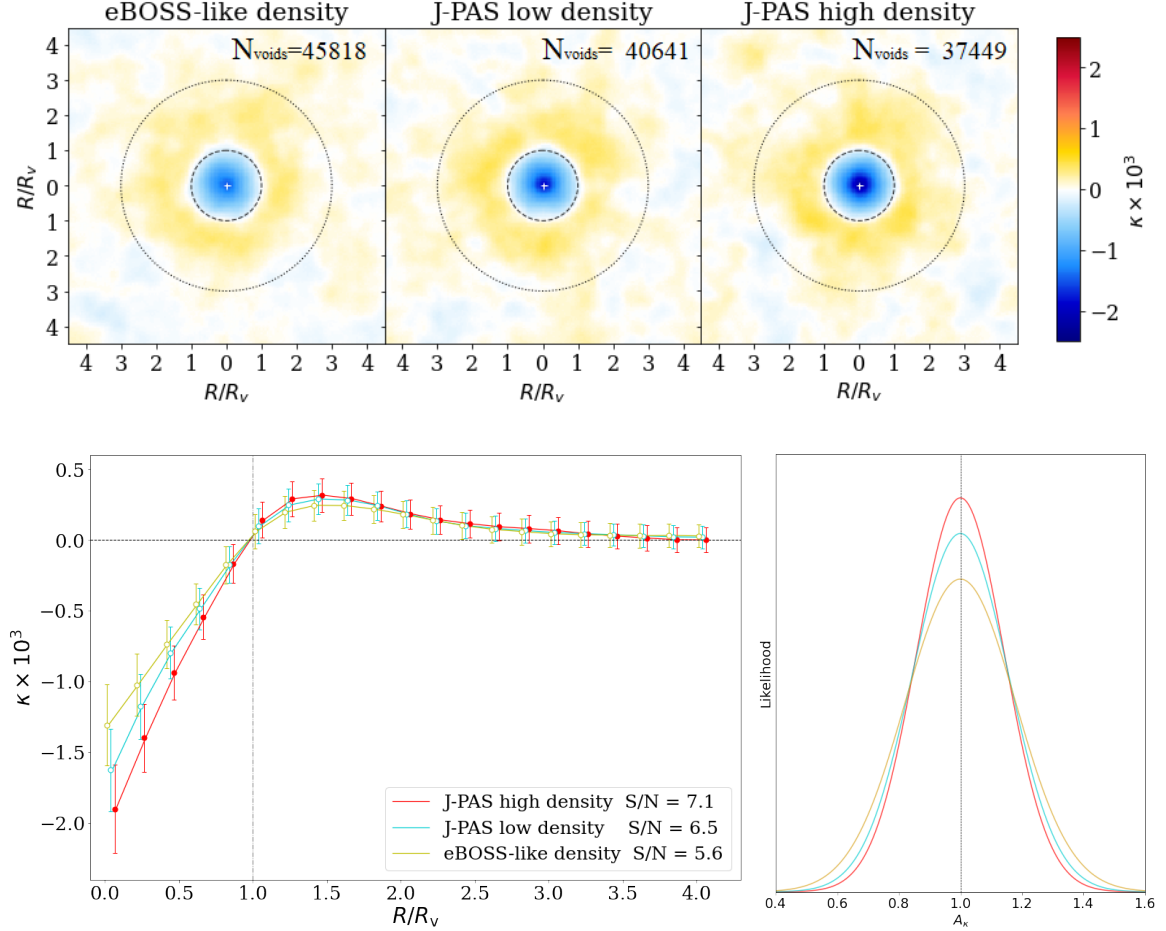 eBOSS-like density J-PAS low density J-PAS high density
N_voids=45818 N_voids= 40641 N_voids = 37449
4
3
2
1
0
1
2
3
4
R/R_v
4 3 2 1 0 1 2 3 4 3 2 1 0 1 2 3 4 3 2 1 0 1 2 3 4
R/R_v R/R_v R/R_v
2
1
0
−1
−2
κ × 10³
0.5
0.0
−0.5
−1.0
−1.5
−2.0
κ × 10³
J-PAS high density S/N = 7.1
J-PAS low density S/N = 6.5
eBOSS-like density S/N = 5.6
0.0 0.5 1.0 1.5 2.0 2.5 3.0 3.5 4.0
R/R_v
Likelihood
0.4 0.6 0.8 1.0 1.2 1.4 1.6
A_κ